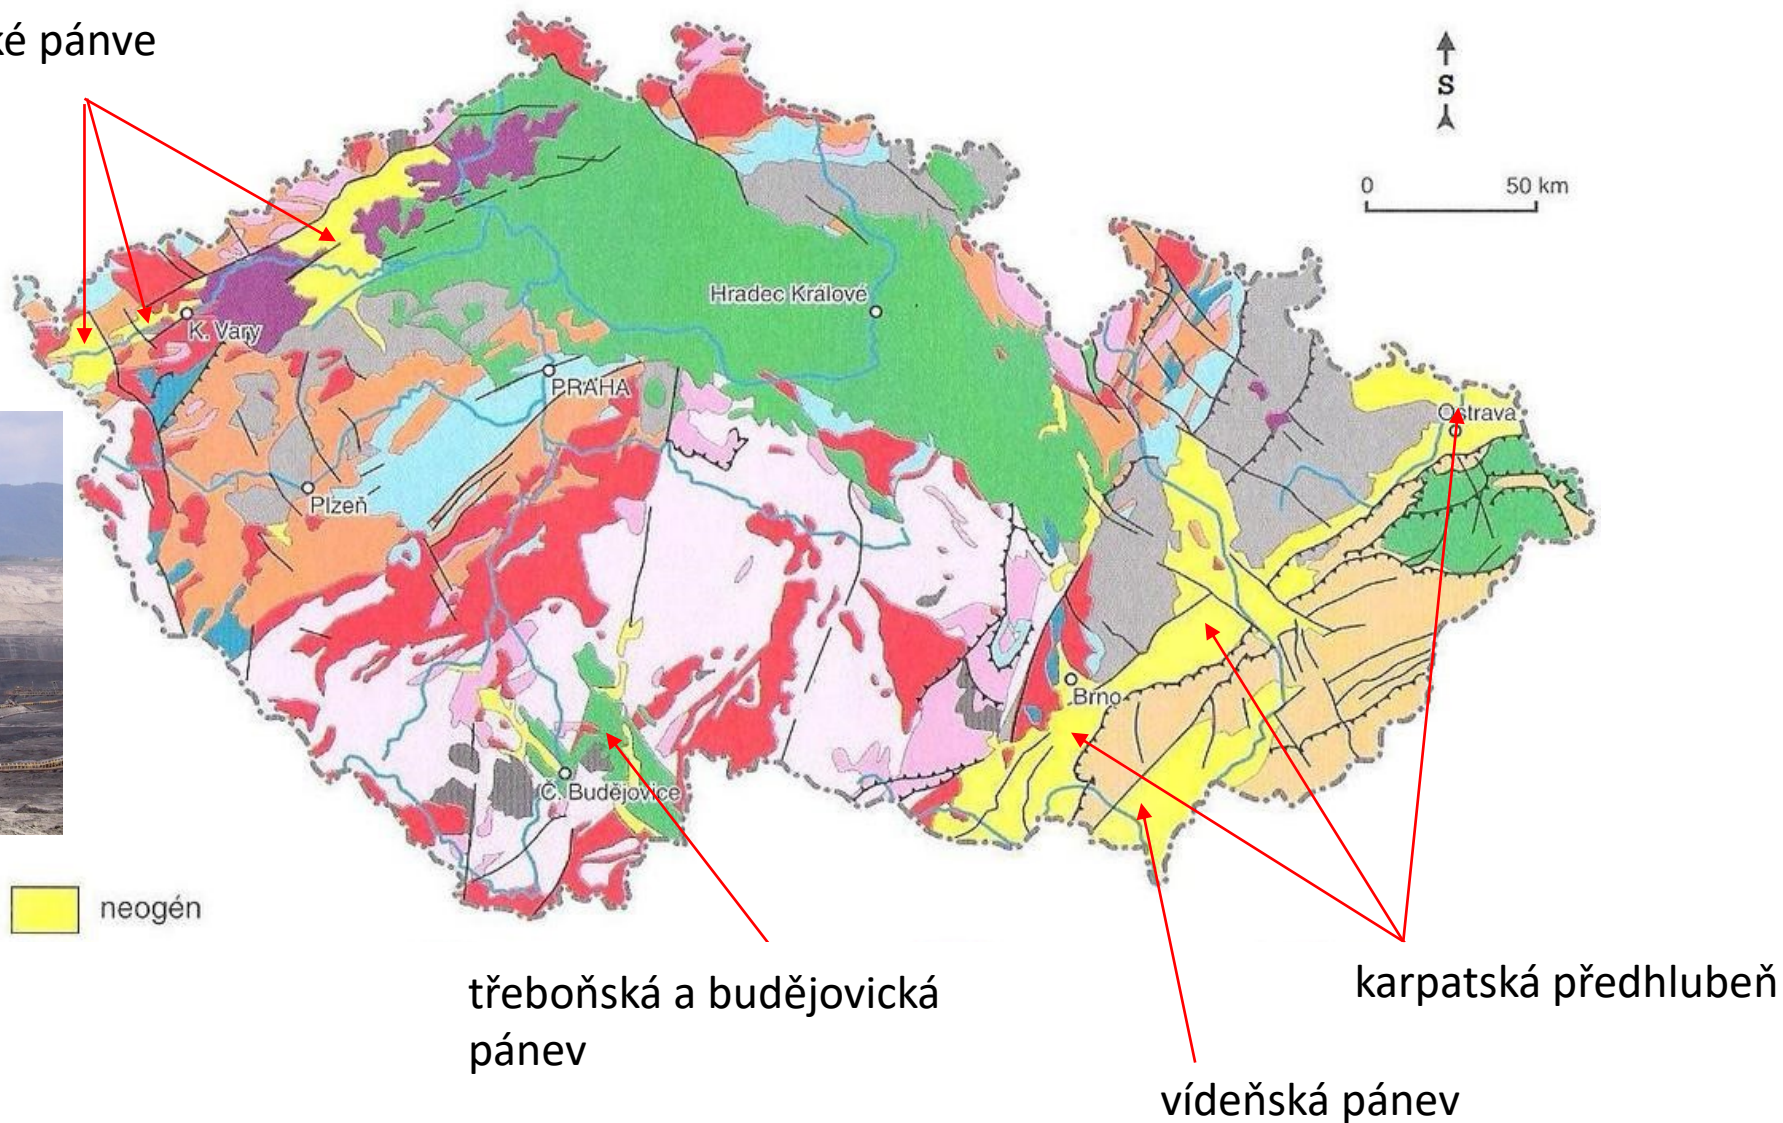 ké pánve
S
0 50 km
Hradec Králové
K. Vary
PRAHA
Ostrava
Plzeň
Brno
Č. Budějovice
neogén
třeboňská a budějovická
pánev
karpatská předhlubeň
vídeňská pánev